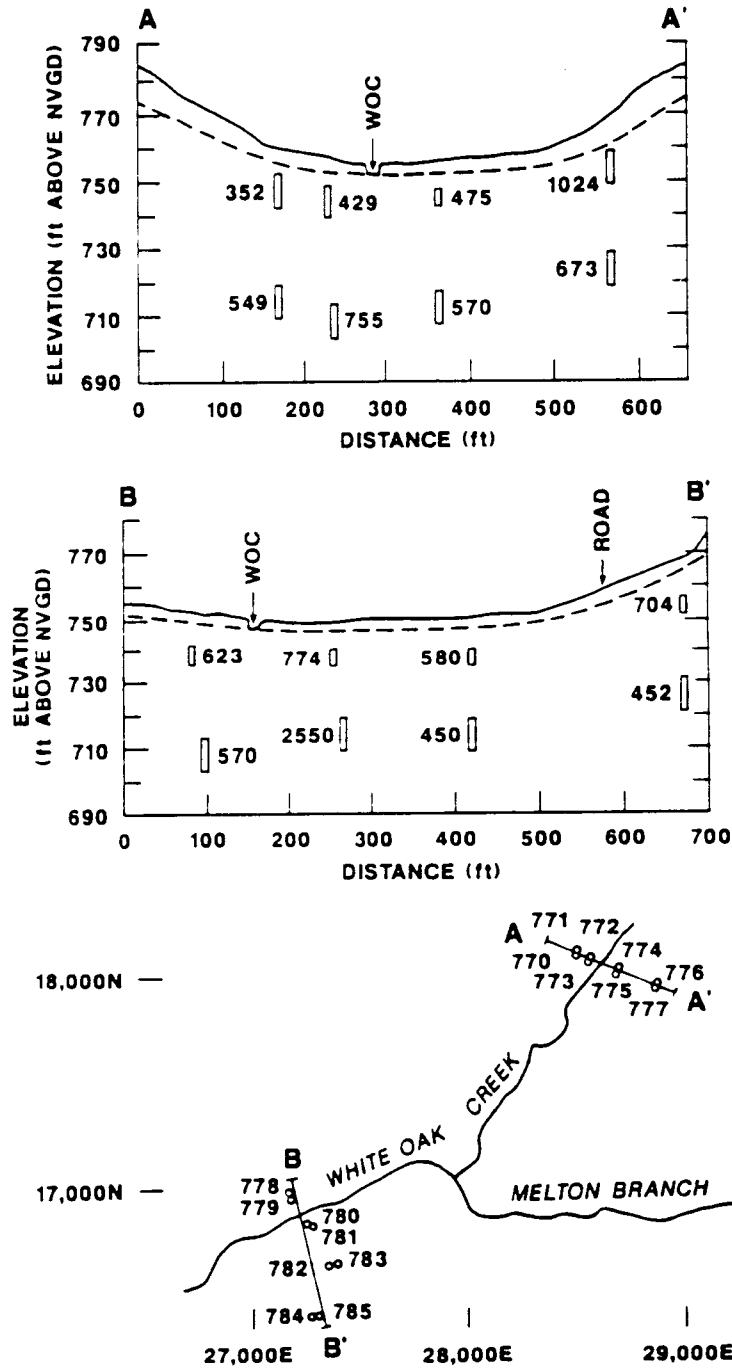 A A'
790
770
750
730
710
690
ELEVATION (ft ABOVE NVGD)
WOC
352 429 475 1024
549 755 570 673
0 100 200 300 400 500 600
DISTANCE (ft)
B B'
770
750
730
710
690
ELEVATION
(ft ABOVE NVGD)
WOC
ROAD
623 774 580 704
570 2550 450 452
0 100 200 300 400 500 600 700
DISTANCE (ft)
A 771 772 774
770 776
773 775 777 A'
18,000N
WHITE OAK CREEK
17,000N
MELTON BRANCH
B
778
779 780
781
782 783
784 785
B'
27,000E 28,000E 29,000E